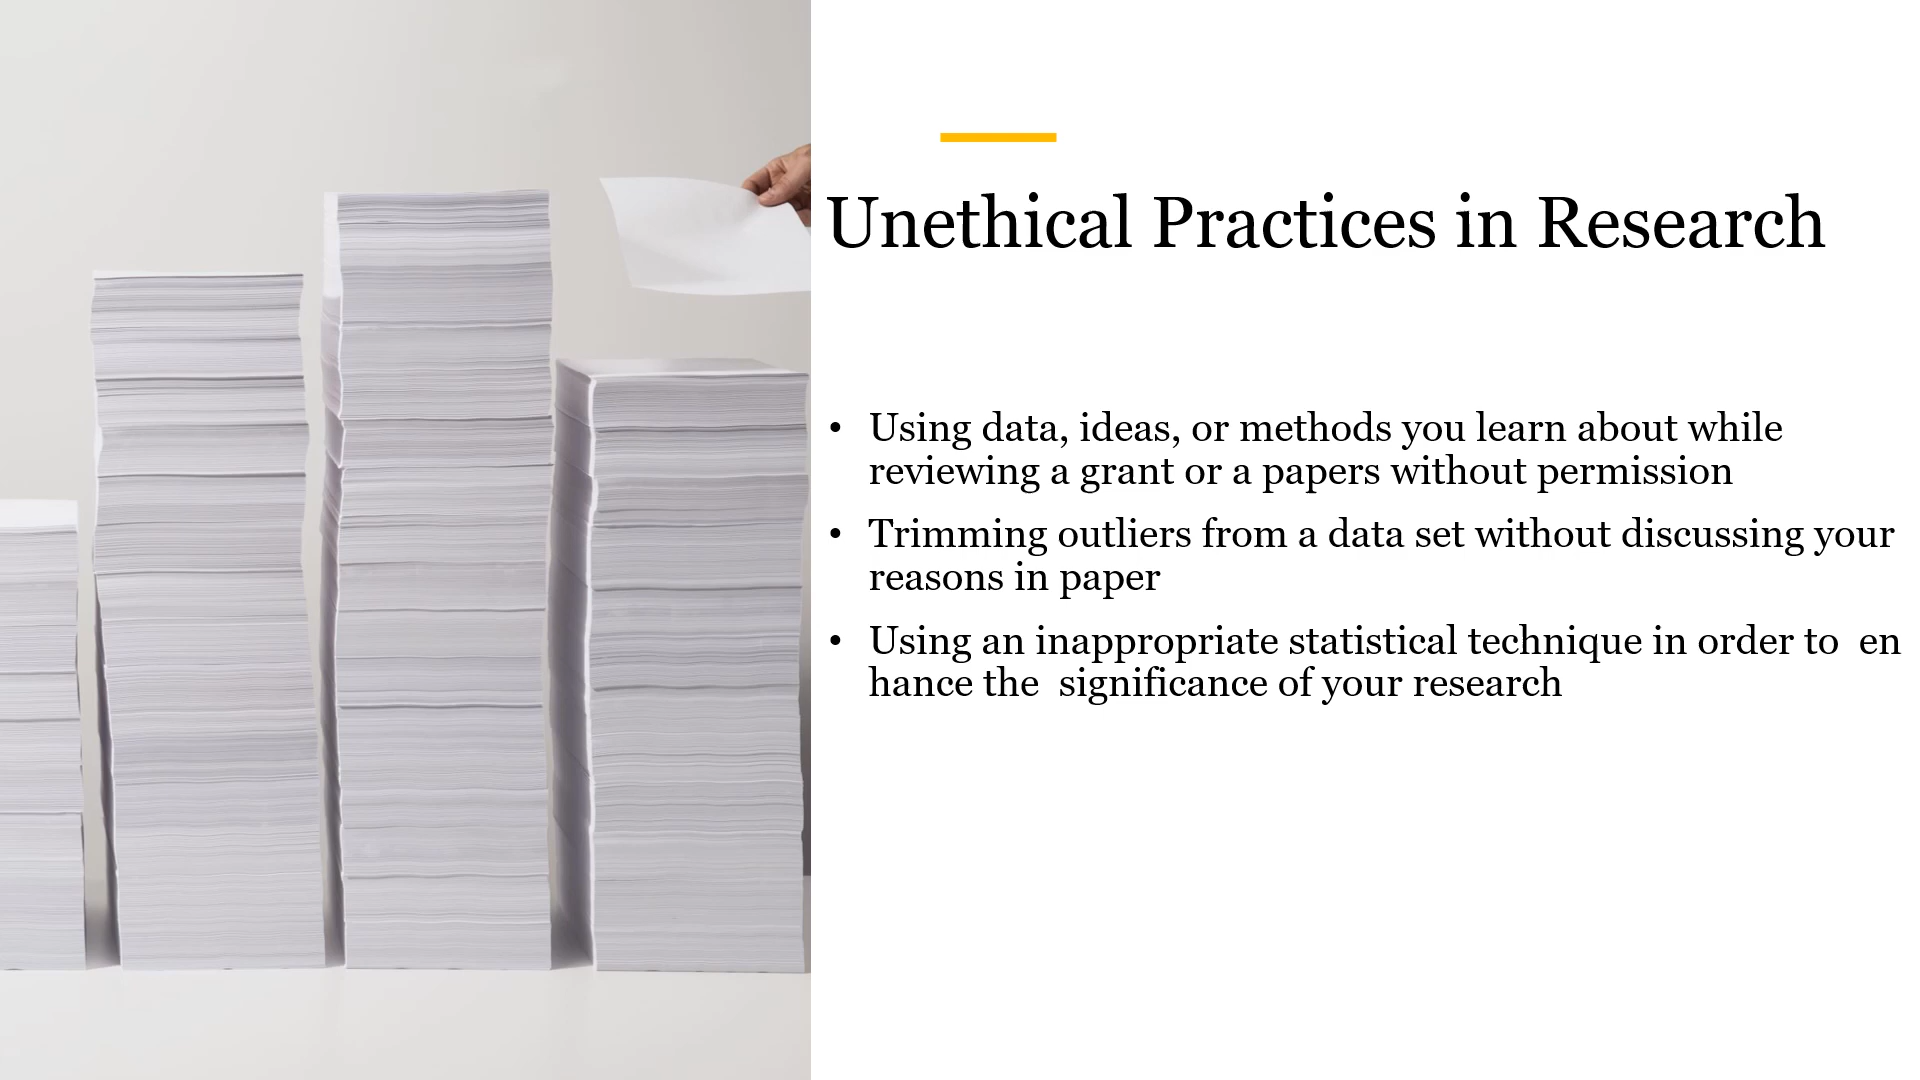 Unethical Practices in Research
• Using data, ideas, or methods you learn about while
reviewing a grant or a papers without permission
• Trimming outliers from a data set without discussing your
reasons in paper
• Using an inappropriate statistical technique in order to  en
hance the  significance of your research